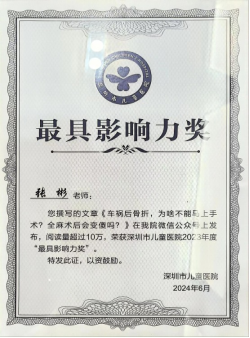 最具影响力奖
张彬 老师:
您撰写的文章《车祸后骨折,为啥不能马上手
术?全麻术后会变傻吗?》在我院微信公众号上发
布,阅读量超过10万,荣获深圳市儿童医院2023年度
“最具影响力奖”。
特发此证,以资鼓励。
深圳市儿童医院
2024年6月